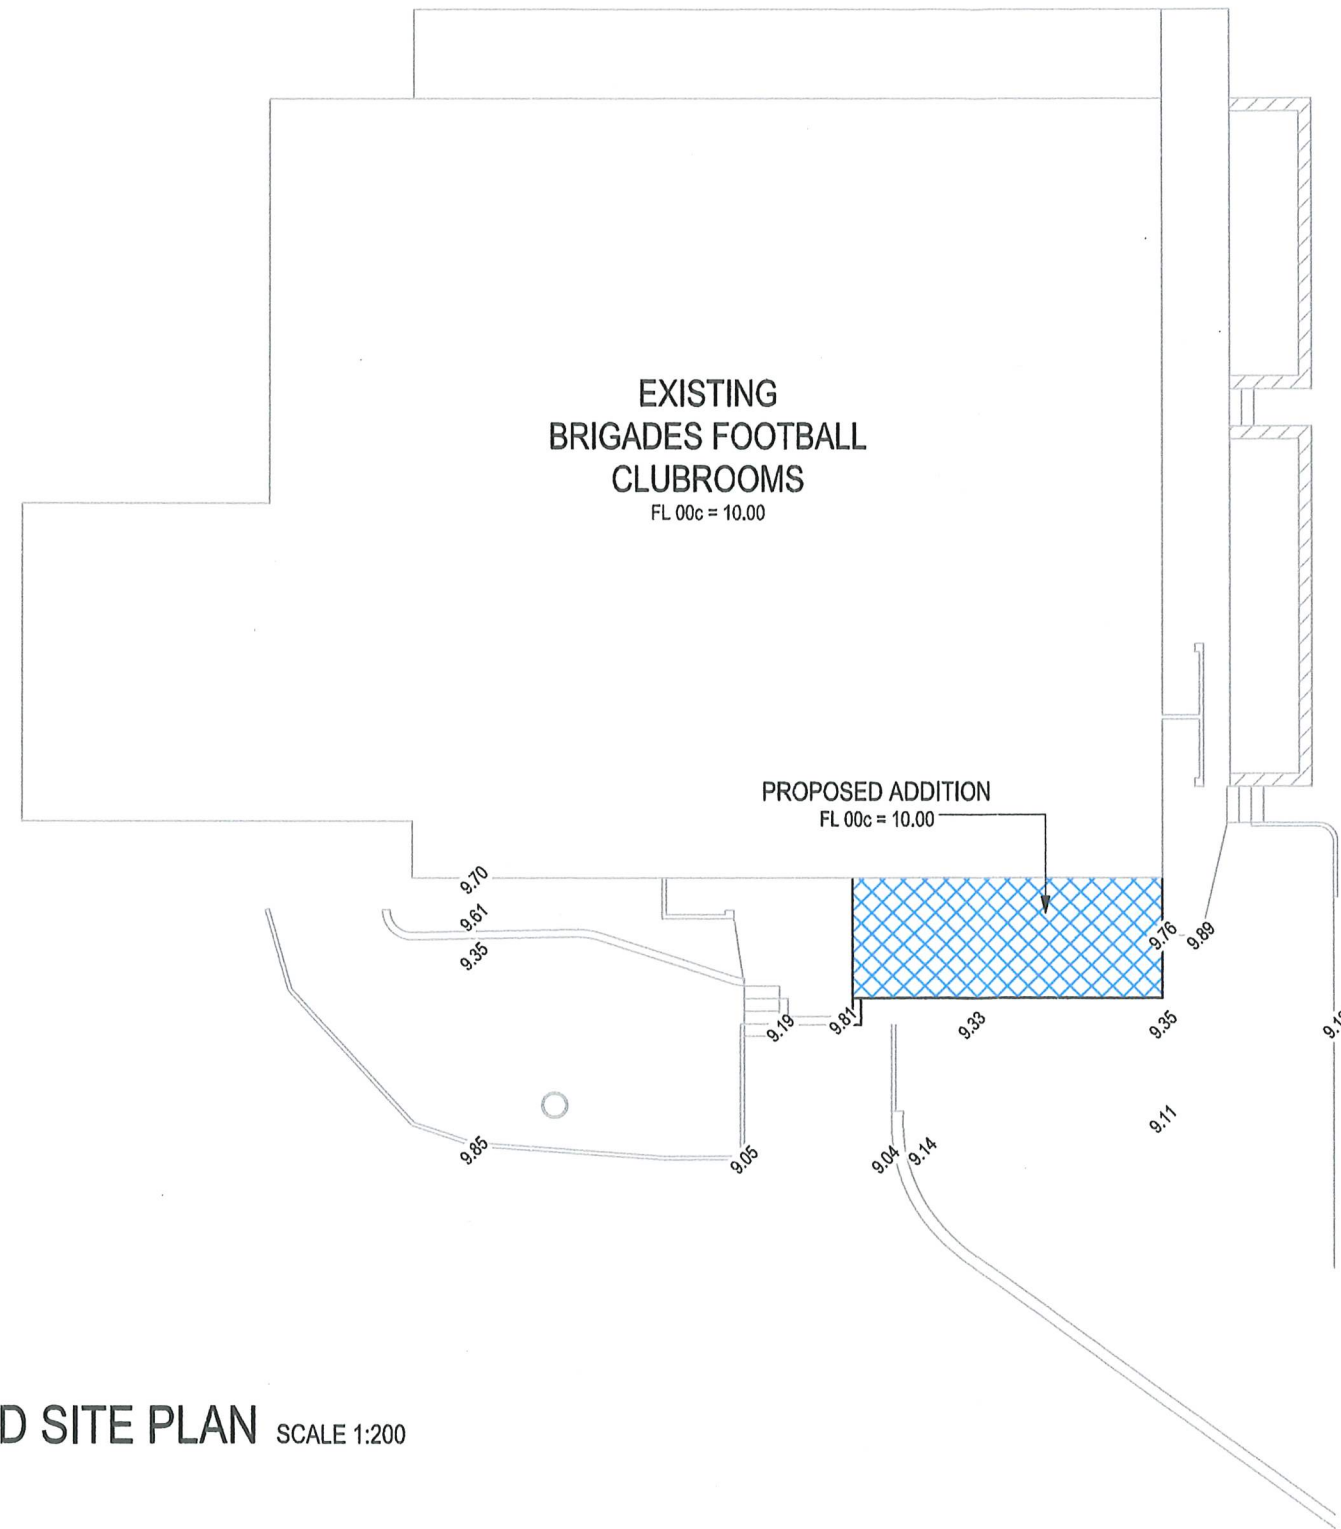 EXISTING
BRIGADES FOOTBALL
CLUBROOMS
FL 00c = 10.00
PROPOSED ADDITION
FL 00c = 10.00
9.70
9.61
9.35
9.76
9.89
9.19
9.81
9.33
9.35
9.11
9.85
9.05
9.04
9.14
D SITE PLAN SCALE 1:200